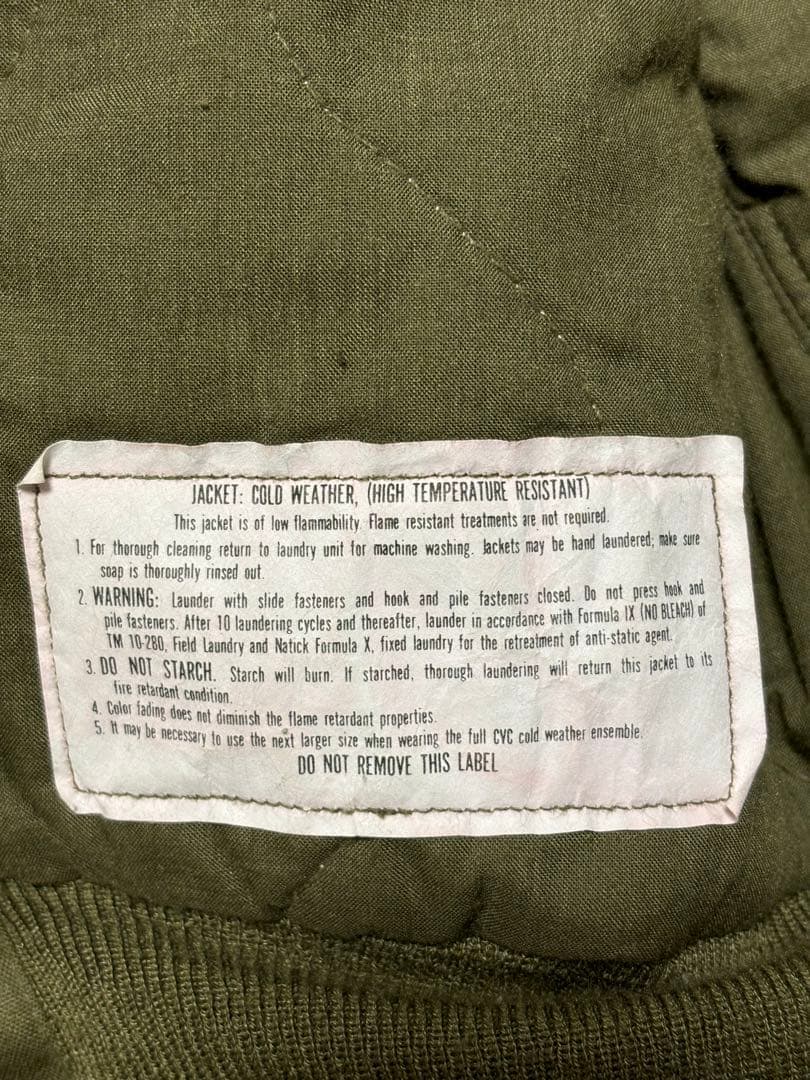 JACKET: COLD WEATHER, (HIGH TEMPERATURE RESISTANT)
This jacket is of low flammability. Flame resistant treatments are not required.
1. For thorough cleaning return to laundry unit for machine washing. Jackets may be hand laundered; make sure
soap is thoroughly rinsed out.
2. WARNING: Launder with slide fasteners and hook and pile fasteners closed. Do not press hook and
pile fasteners. After 10 laundering cycles and thereafter, launder in accordance with Formula IX (NO BLEACH) of
TM 10-280, Field Laundry and Natick Formula X, fixed laundry for the retreatment of anti-static agent.
3. DO NOT STARCH. Starch will burn. If starched, thorough laundering will return this jacket to its
fire retardant condition.
4. Color fading does not diminish the flame retardant properties.
5. It may be necessary to use the next larger size when wearing the full CVC cold weather ensemble.
DO NOT REMOVE THIS LABEL